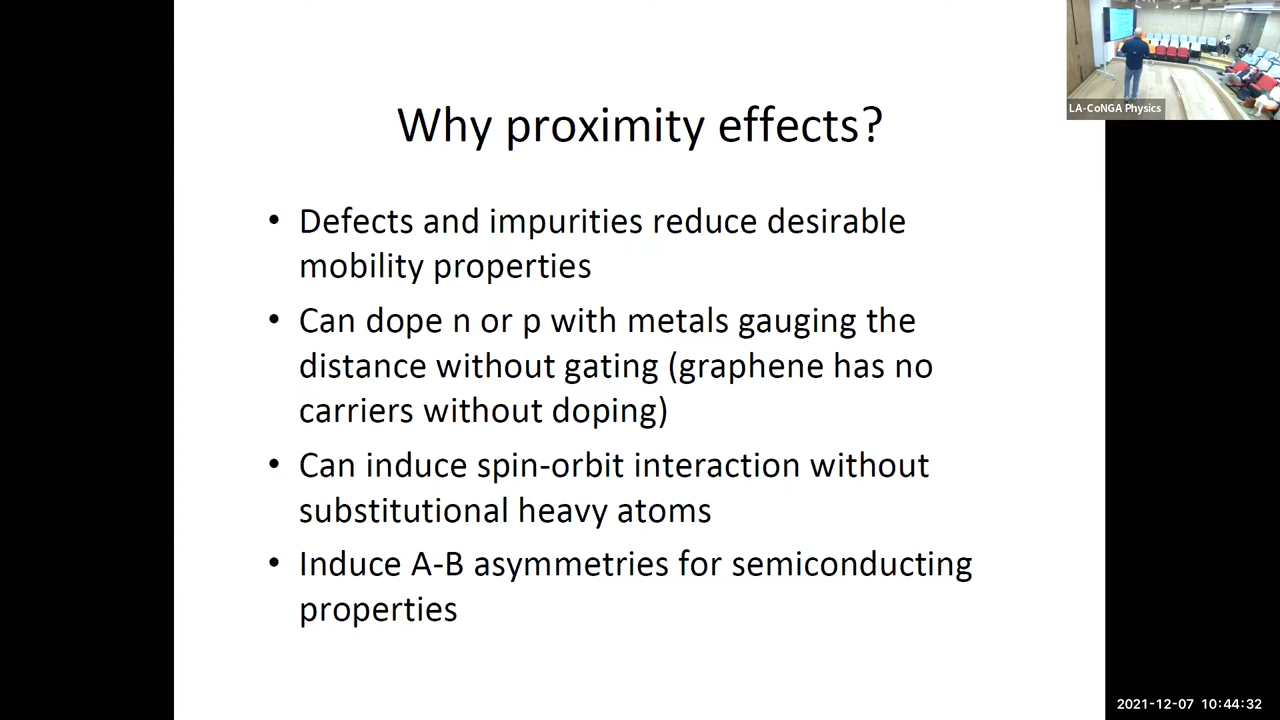 Why proximity effects?
• Defects and impurities reduce desirable
mobility properties
• Can dope n or p with metals gauging the
distance without gating (graphene has no
carriers without doping)
• Can induce spin-orbit interaction without
substitutional heavy atoms
• Induce A-B asymmetries for semiconducting
properties
LA-CoNGA Physics
2021-12-07 10:44:32